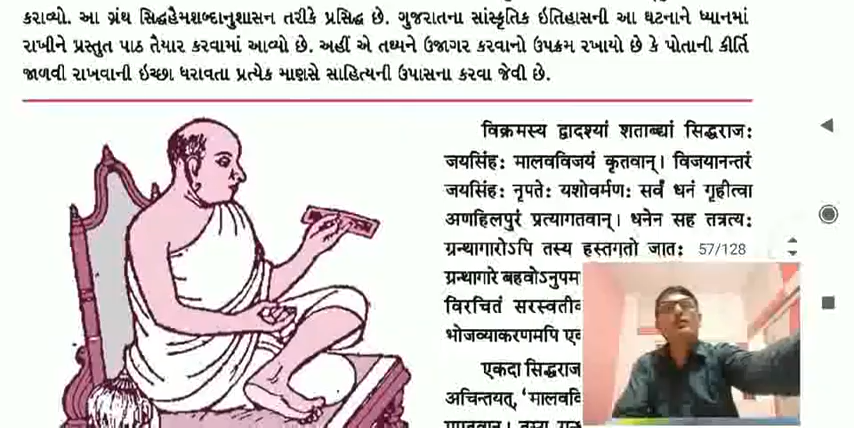 કરાવ્યો. આ ગ્રંથ સિદ્ધહૈમશબ્દાનુશાસન તરીકે પ્રસિદ્ધ છે. ગુજરાતના સાંસ્કૃતિક ઇતિહાસની આ ઘટનાને ધ્યાનમાં
રાખીને પ્રસ્તુત પાઠ તૈયાર કરવામાં આવ્યો છે. અહીં એ તથ્યને ઉજાગર કરવાનો ઉપક્રમ રખાયો છે કે પોતાની કીર્તિ
જાળવી રાખવાની ઇચ્છા ધરાવતા પ્રત્યેક માણસે સાહિત્યની ઉપાસના કરવા જેવી છે.
विक्रमस्य द्वादश्यां शताब्द्यां सिद्धराजः
जयसिंहः मालवविजयं कृतवान्। विजयानन्तरं
जयसिंहः नृपतेः यशोवर्मणः सर्वं धनं गृहीत्वा
अणहिलपुरं प्रत्यागतवान्। धनेन सह तत्रत्यः
ग्रन्थागारोऽपि तस्य हस्तगतो जातः 57/128
ग्रन्थागारे बहवोऽनुपम
विरचितं सरस्वतीक
भोजव्याकरणमपि एक
एकदा सिद्धराज
अचिन्तयत्, 'मालववि